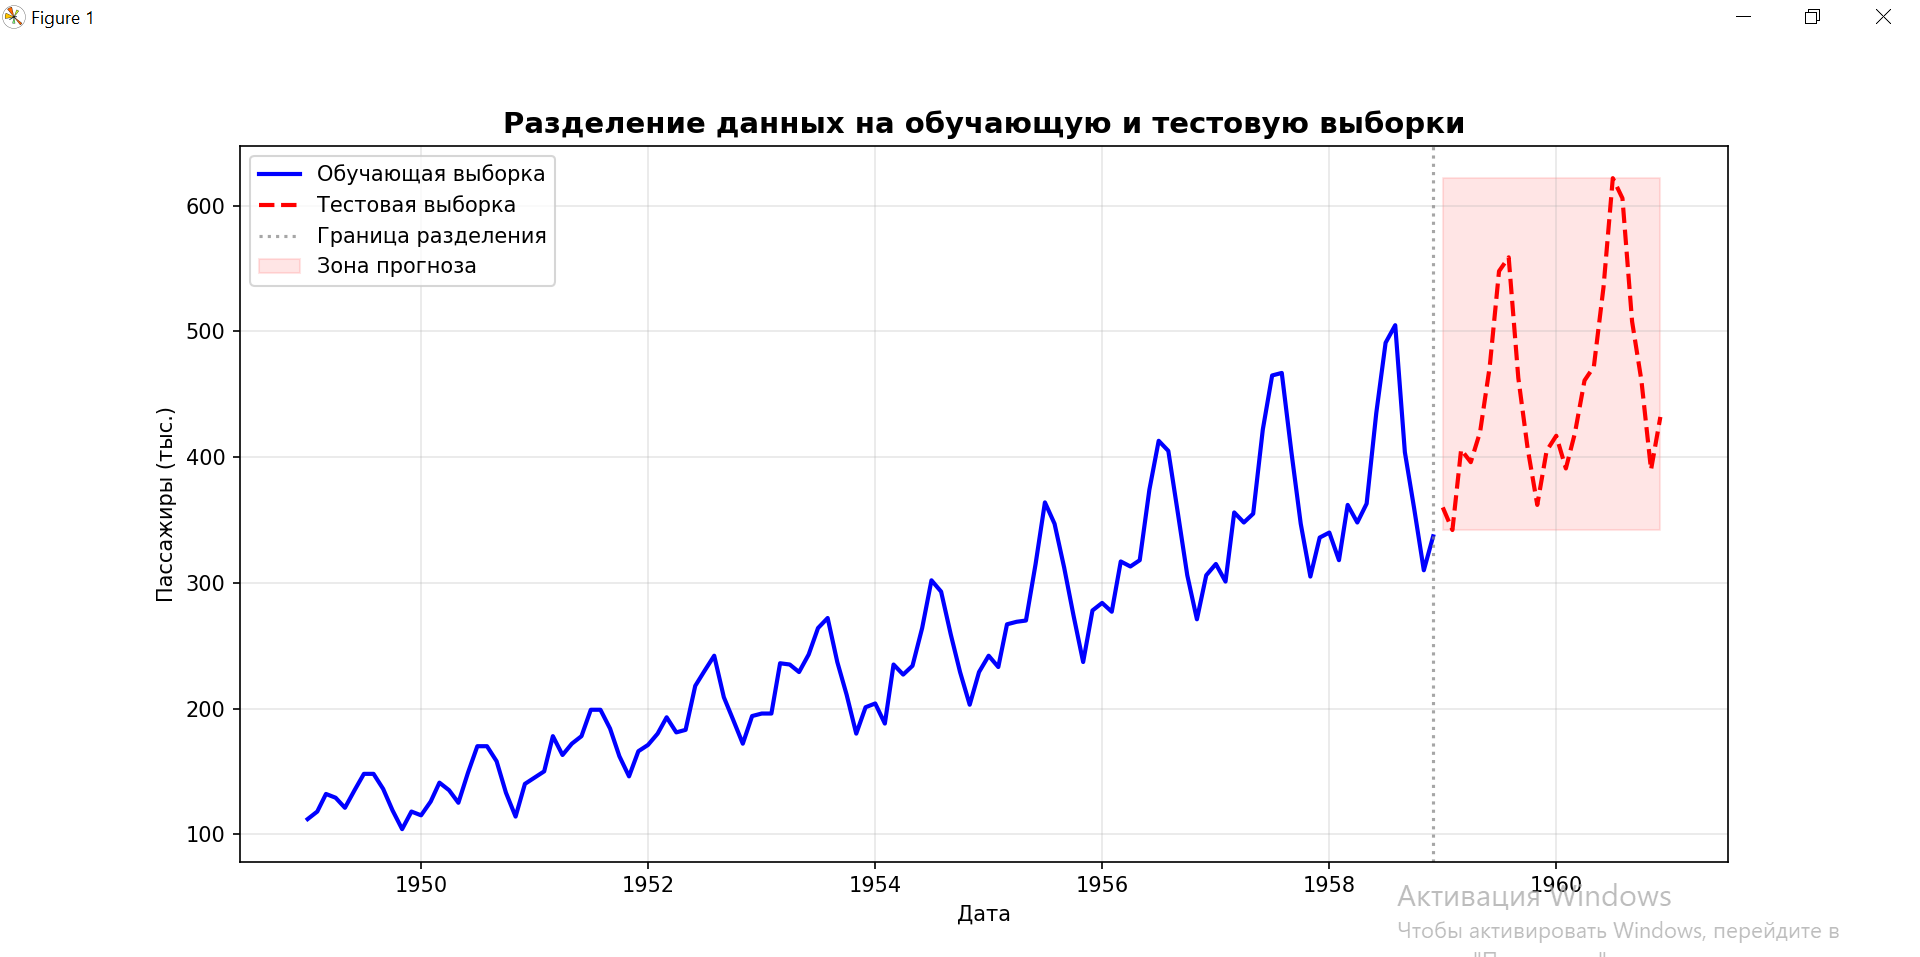 Figure 1
Разделение данных на обучающую и тестовую выборки
Обучающая выборка
Тестовая выборка
Граница разделения
Зона прогноза
600
500
400
300
200
100
Пассажиры (тыс.)
1950 1952 1954 1956 1958 1960
Дата
Активация Windows
Чтобы активировать Windows, перейдите в